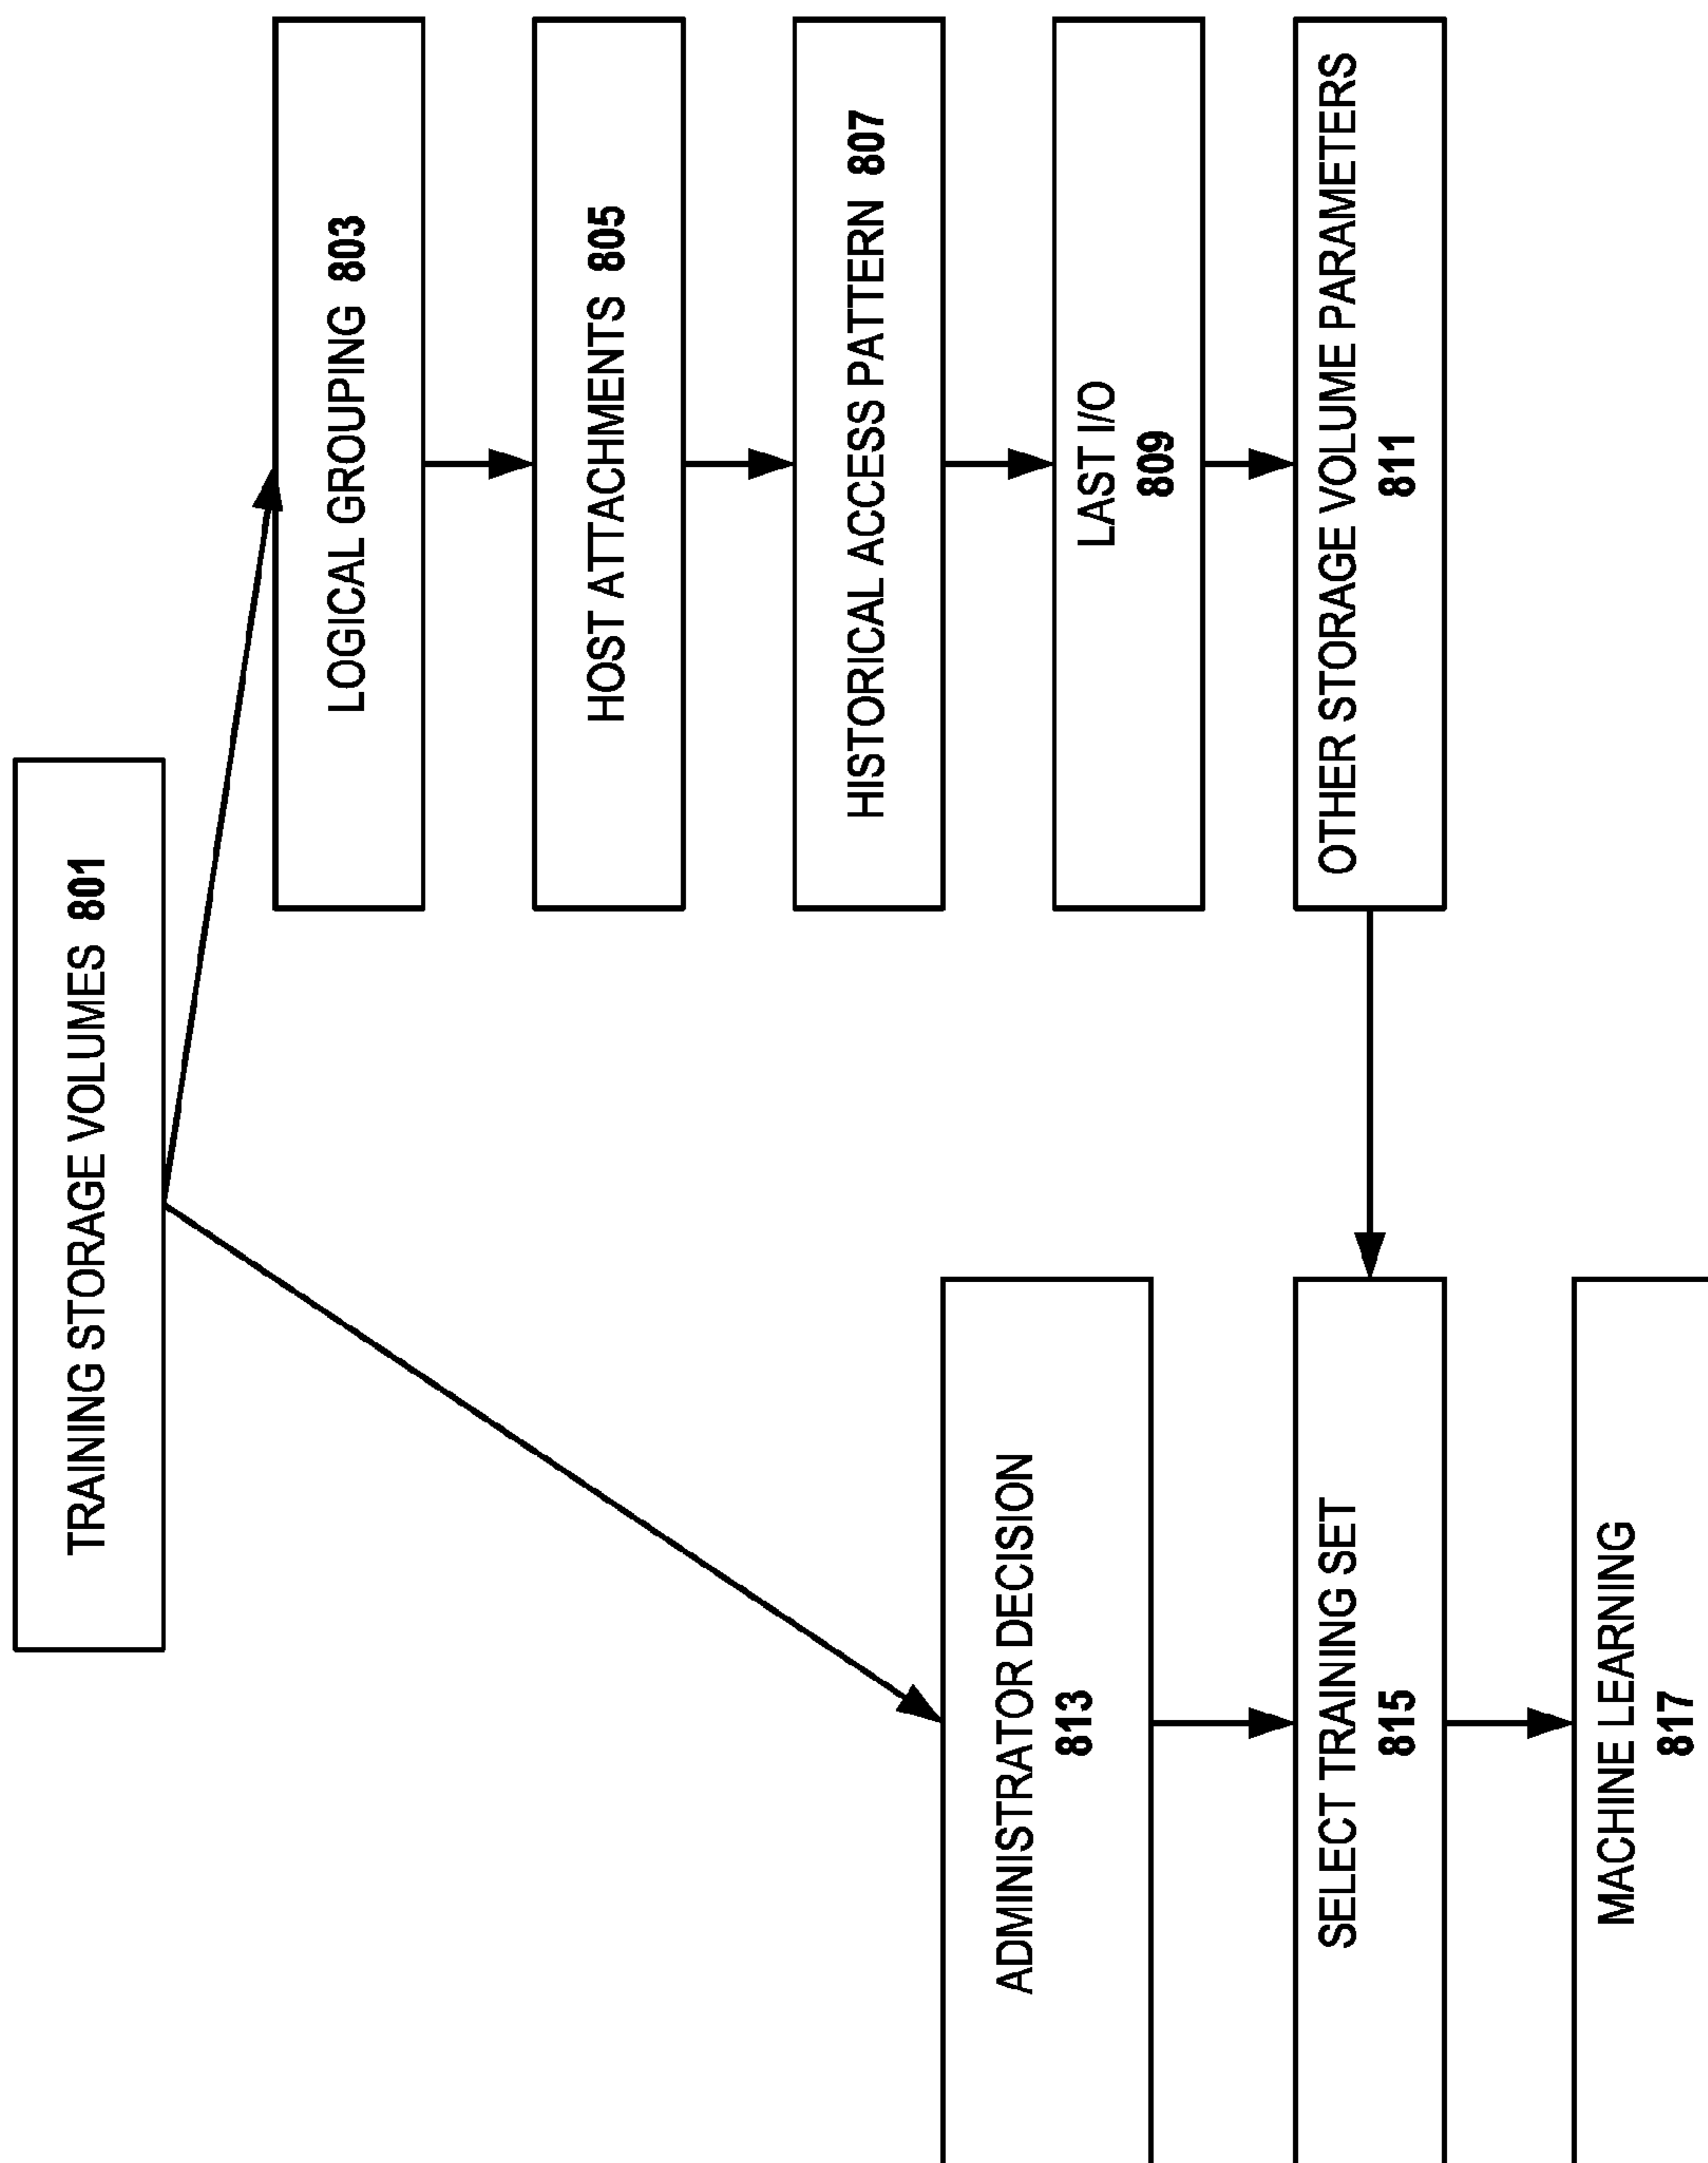 TRAINING STORAGE VOLUMES 801
LOGICAL GROUPING 803
HOST ATTACHMENTS 805
HISTORICAL ACCESS PATTERN 807
LAST I/O
809
OTHER STORAGE VOLUME PARAMETERS
811
ADMINISTRATOR DECISION
813
SELECT TRAINING SET
815
MACHINE LEARNING
817